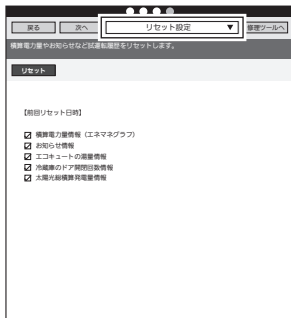 戻る 次へ リセット設定 ▼ 修理ツールへ
積算電力量やお知らせなど試運転履歴をリセットします。
リセット
【前回リセット日時】
☑ 積算電力量情報（エネマネグラフ）
☑ お知らせ情報
☑ エコキュートの湯量情報
☑ 冷蔵庫のドア開閉回数情報
☑ 太陽光総積算発電量情報